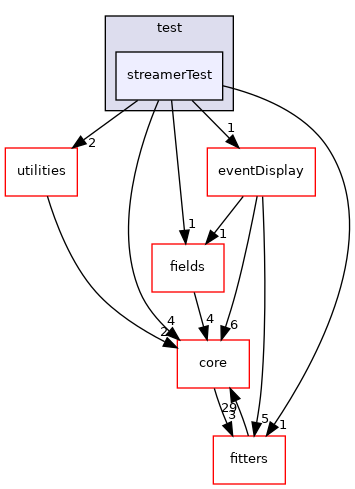 test
streamerTest
1
2
utilities
eventDisplay
1
1
fields
4
4
6
2
core
29
3
5
1
fitters